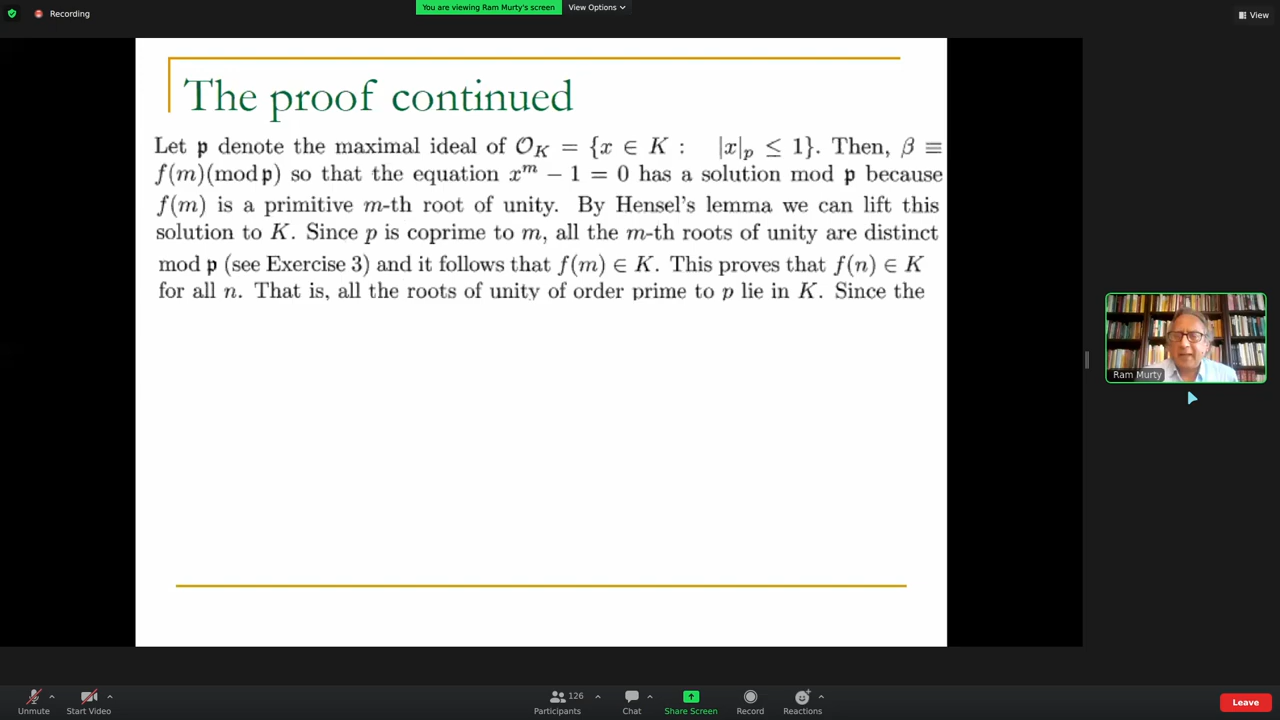 Recording
You are viewing Ram Murty's screen
View Options
View
The proof continued
Let 𝔭 denote the maximal ideal of 𝒪_K = {x ∈ K : |x|_p ≤ 1}. Then, β ≡
f(m)(mod 𝔭) so that the equation x^m − 1 = 0 has a solution mod 𝔭 because
f(m) is a primitive m-th root of unity. By Hensel's lemma we can lift this
solution to K. Since p is coprime to m, all the m-th roots of unity are distinct
mod 𝔭 (see Exercise 3) and it follows that f(m) ∈ K. This proves that f(n) ∈ K
for all n. That is, all the roots of unity of order prime to p lie in K. Since the
Ram Murty
Unmute
Start Video
126
Participants
Chat
Share Screen
Record
Reactions
Leave